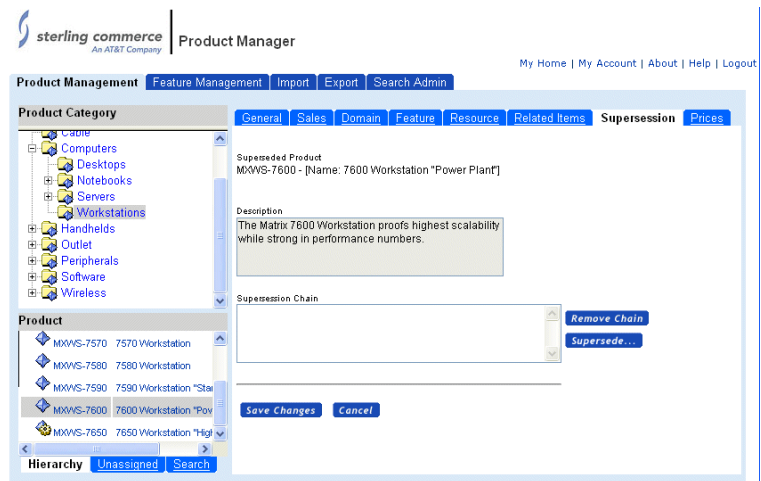 sterling commerce
An AT&T Company
Product Manager
My Home | My Account | About | Help | Logout
Product Management Feature Management Import Export Search Admin
Product Category
Cable
Computers
Desktops
Notebooks
Servers
Workstations
Handhelds
Outlet
Peripherals
Software
Wireless
Product
MXWS-7570 7570 Workstation
MXWS-7580 7580 Workstation
MXWS-7590 7590 Workstation "Star
MXWS-7600 7600 Workstation "Pow
MXWS-7650 7650 Workstation "High
Hierarchy Unassigned Search
General Sales Domain Feature Resource Related Items Supersession Prices
Superseded Product
MXWS-7600 - [Name: 7600 Workstation "Power Plant"]
Description
The Matrix 7600 Workstation proofs highest scalability
while strong in performance numbers.
Supersession Chain
Remove Chain
Supersede...
Save Changes Cancel